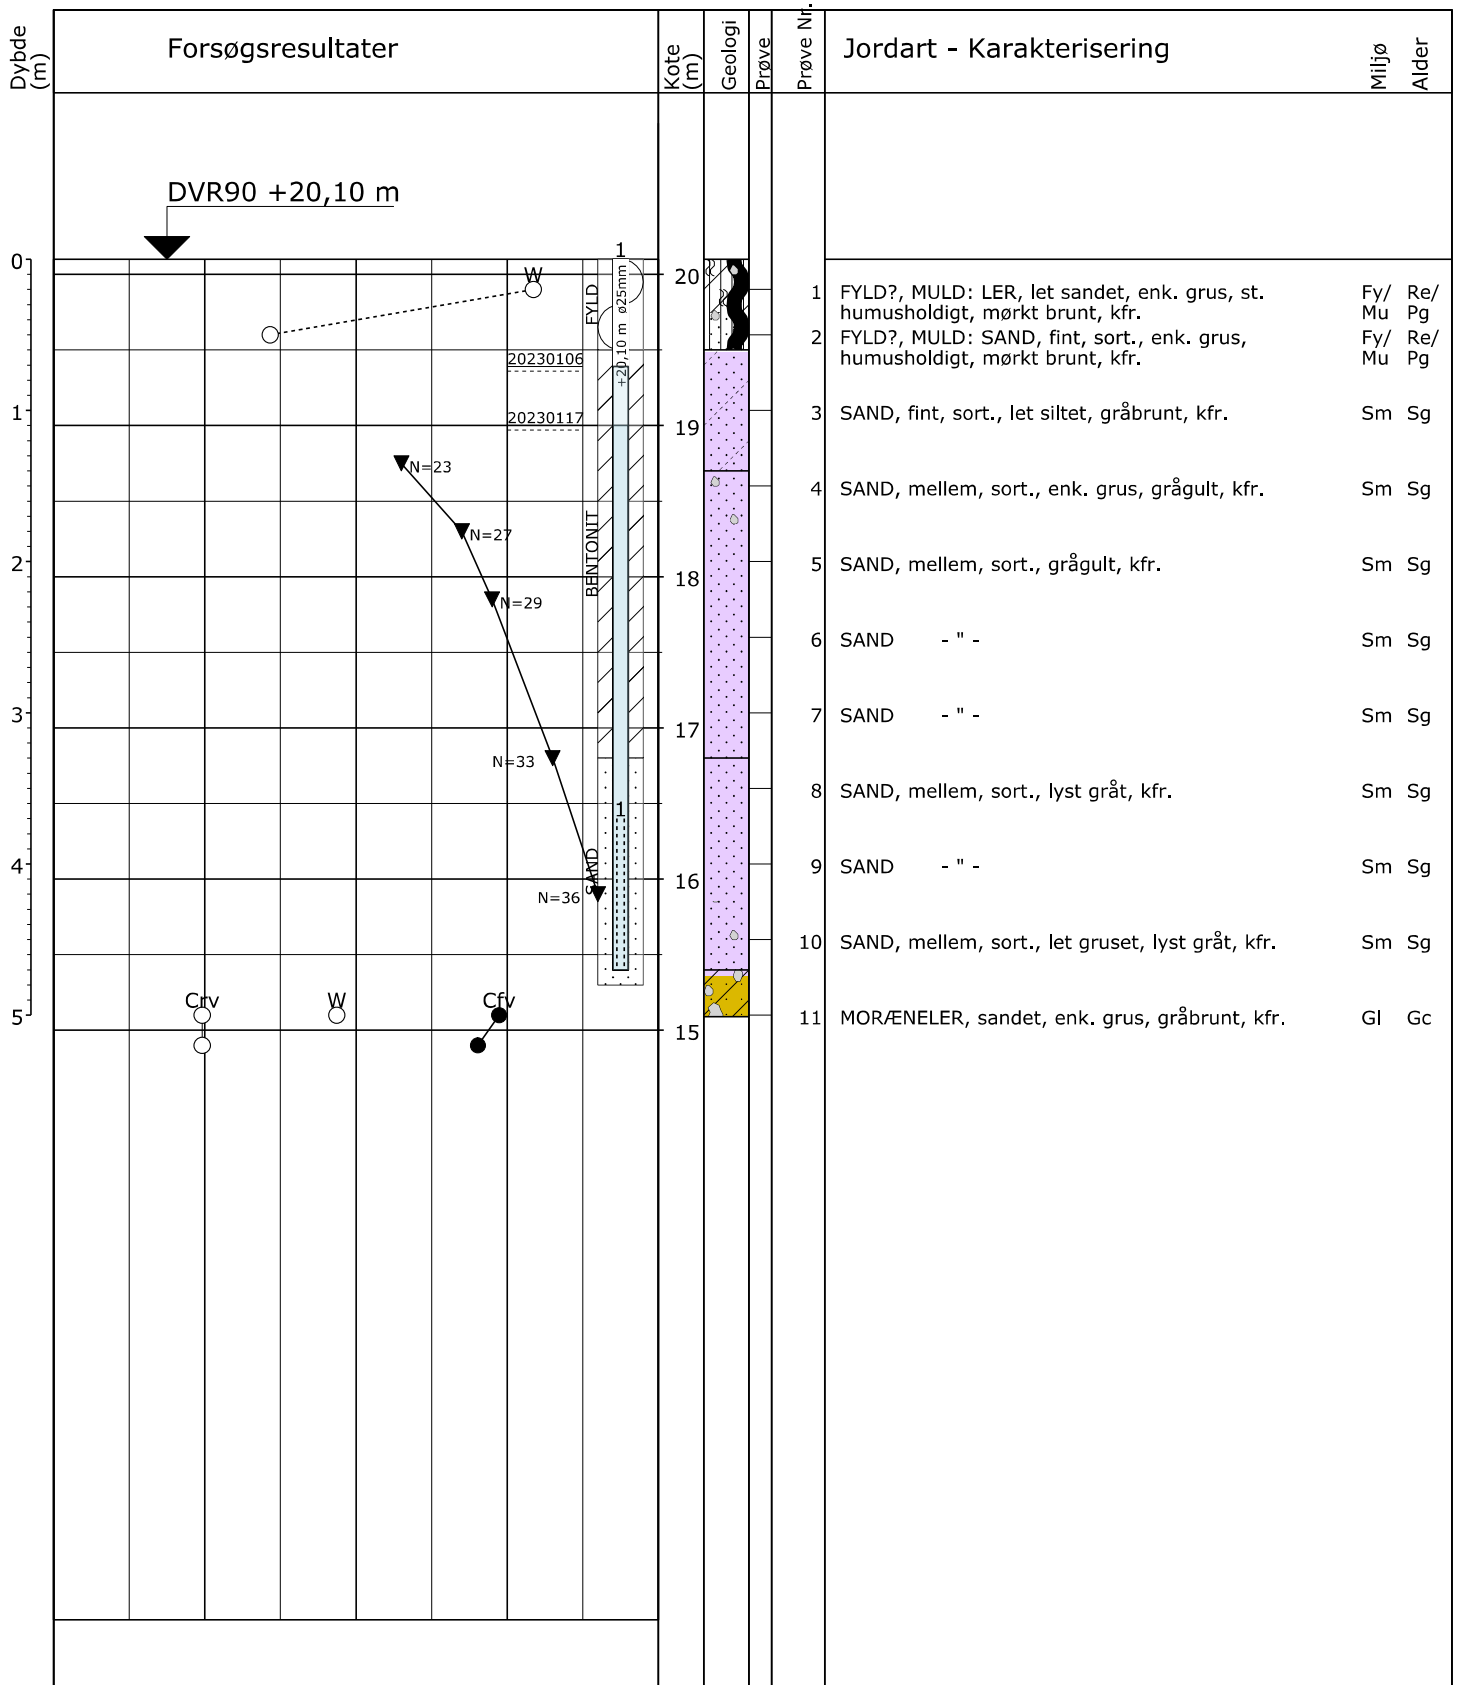 Dybde (m)
Forsøgsresultater
Kote (m)
Geologi
Prøve
Prøve Nr.
Jordart - Karakterisering
Miljø
Alder
DVR90 +20,10 m
0
1
2
3
4
5
W
1
+20,10 m ø25mm
FYLD
20230106
20230117
N=23
N=27
N=29
N=33
N=36
BENTONIT
1
SAND
Crv
W
Cfv
20
19
18
17
16
15
1 FYLD?, MULD: LER, let sandet, enk. grus, st. Fy/ Re/
humusholdigt, mørkt brunt, kfr. Mu Pg
2 FYLD?, MULD: SAND, fint, sort., enk. grus, Fy/ Re/
humusholdigt, mørkt brunt, kfr. Mu Pg
3 SAND, fint, sort., let siltet, gråbrunt, kfr. Sm Sg
4 SAND, mellem, sort., enk. grus, grågult, kfr. Sm Sg
5 SAND, mellem, sort., grågult, kfr. Sm Sg
6 SAND - " - Sm Sg
7 SAND - " - Sm Sg
8 SAND, mellem, sort., lyst gråt, kfr. Sm Sg
9 SAND - " - Sm Sg
10 SAND, mellem, sort., let gruset, lyst gråt, kfr. Sm Sg
11 MORÆNELER, sandet, enk. grus, gråbrunt, kfr. Gl Gc